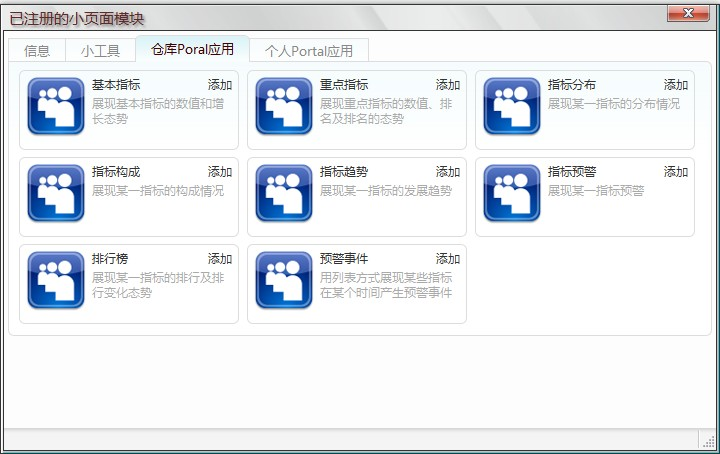 已注册的小页面模块
信息 小工具 仓库Poral应用 个人Portal应用
基本指标 添加
展现基本指标的数值和增
长态势
重点指标 添加
展现重点指标的数值、排
名及排名的态势
指标分布 添加
展现某一指标的分布情况
指标构成 添加
展现某一指标的构成情况
指标趋势 添加
展现某一指标的发展趋势
指标预警 添加
展现某一指标预警
排行榜 添加
展现某一指标的排行及排
行变化态势
预警事件 添加
用列表方式展现某些指标
在某个时间产生预警事件